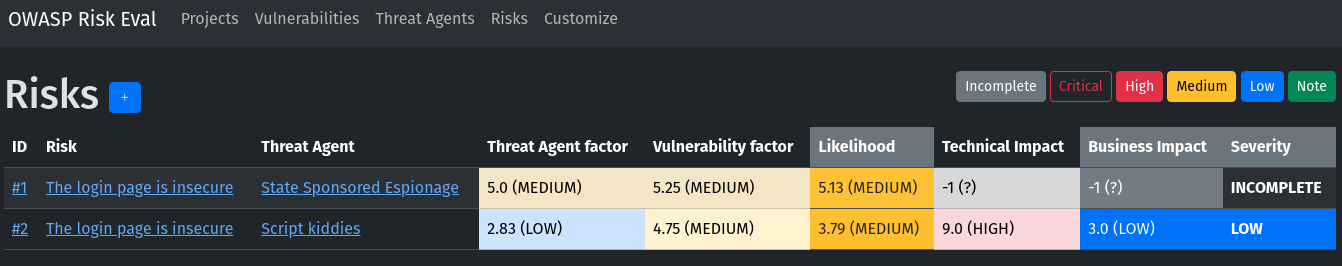 OWASP Risk Eval Projects Vulnerabilities Threat Agents Risks Customize
Risks + Incomplete Critical High Medium Low Note
ID Risk Threat Agent Threat Agent factor Vulnerability factor Likelihood Technical Impact Business Impact Severity
#1 The login page is insecure State Sponsored Espionage 5.0 (MEDIUM) 5.25 (MEDIUM) 5.13 (MEDIUM) -1 (?) -1 (?) INCOMPLETE
#2 The login page is insecure Script kiddies 2.83 (LOW) 4.75 (MEDIUM) 3.79 (MEDIUM) 9.0 (HIGH) 3.0 (LOW) LOW